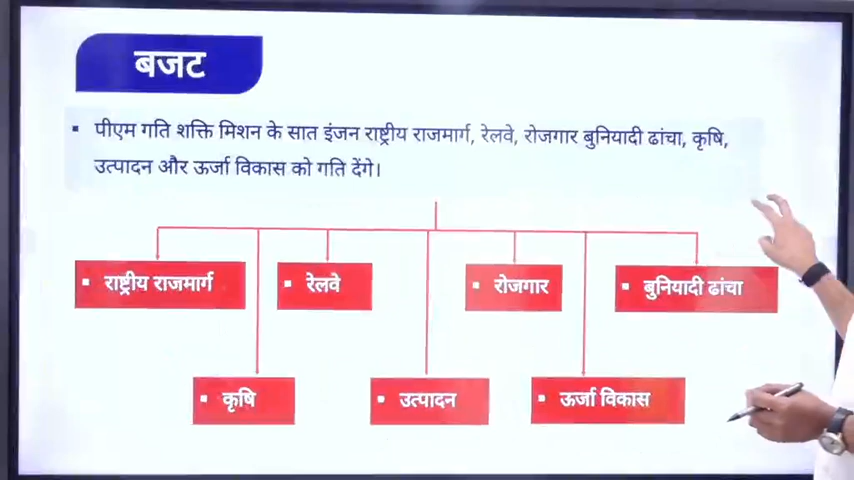 बजट
▪ पीएम गति शक्ति मिशन के सात इंजन राष्ट्रीय राजमार्ग, रेलवे, रोजगार बुनियादी ढांचा, कृषि,
उत्पादन और ऊर्जा विकास को गति देंगे।
▪ राष्ट्रीय राजमार्ग ▪ रेलवे ▪ रोजगार ▪ बुनियादी ढांचा
▪ कृषि ▪ उत्पादन ▪ ऊर्जा विकास